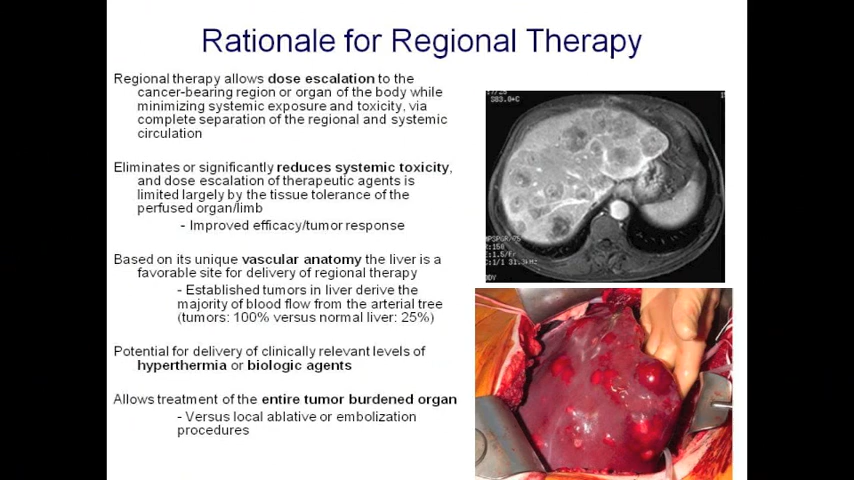 Rationale for Regional Therapy
Regional therapy allows dose escalation to the
cancer-bearing region or organ of the body while
minimizing systemic exposure and toxicity, via
complete separation of the regional and systemic
circulation
Eliminates or significantly reduces systemic toxicity,
and dose escalation of therapeutic agents is
limited largely by the tissue tolerance of the
perfused organ/limb
- Improved efficacy/tumor response
Based on its unique vascular anatomy the liver is a
favorable site for delivery of regional therapy
- Established tumors in liver derive the
majority of blood flow from the arterial tree
(tumors: 100% versus normal liver: 25%)
Potential for delivery of clinically relevant levels of
hyperthermia or biologic agents
Allows treatment of the entire tumor burdened organ
- Versus local ablative or embolization
procedures